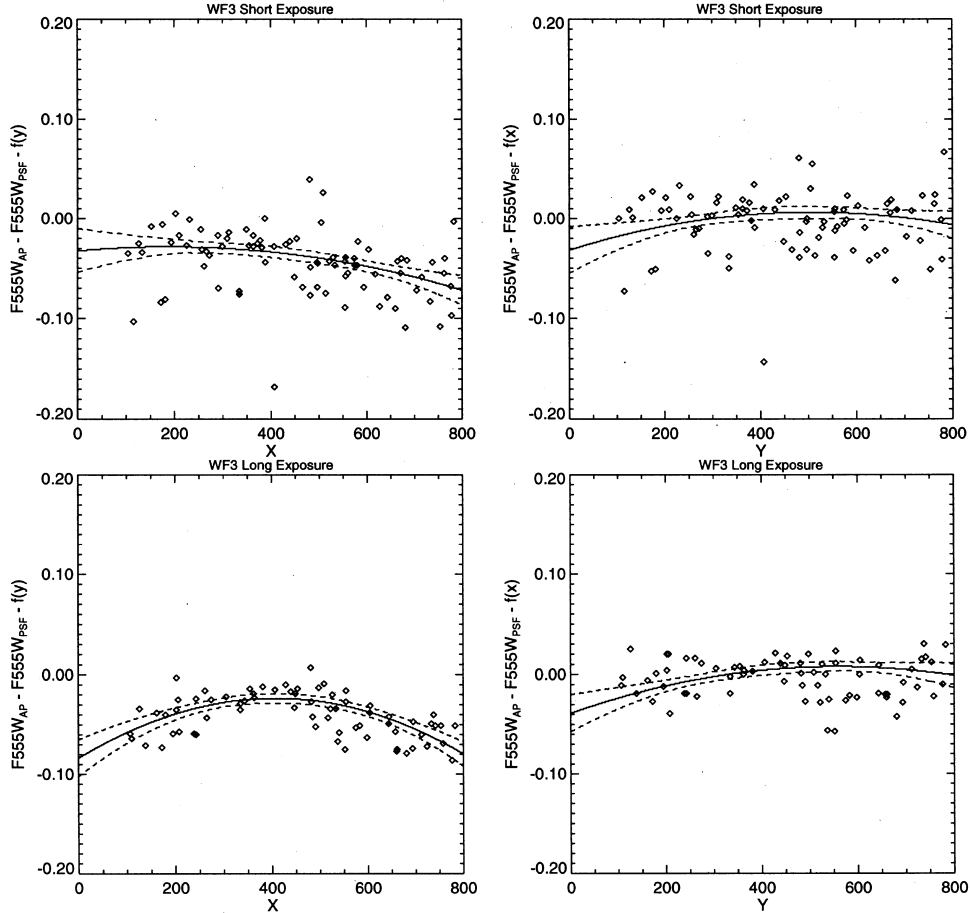 WF3 Short Exposure
F555W_AP - F555W_PSF - f(y)
0.20
0.10
0.00
-0.10
-0.20
0 200 400 600 800
X
WF3 Short Exposure
F555W_AP - F555W_PSF - f(x)
0.20
0.10
0.00
-0.10
-0.20
0 200 400 600 800
Y
WF3 Long Exposure
F555W_AP - F555W_PSF - f(y)
0.20
0.10
0.00
-0.10
-0.20
0 200 400 600 800
X
WF3 Long Exposure
F555W_AP - F555W_PSF - f(x)
0.20
0.10
0.00
-0.10
-0.20
0 200 400 600 800
Y